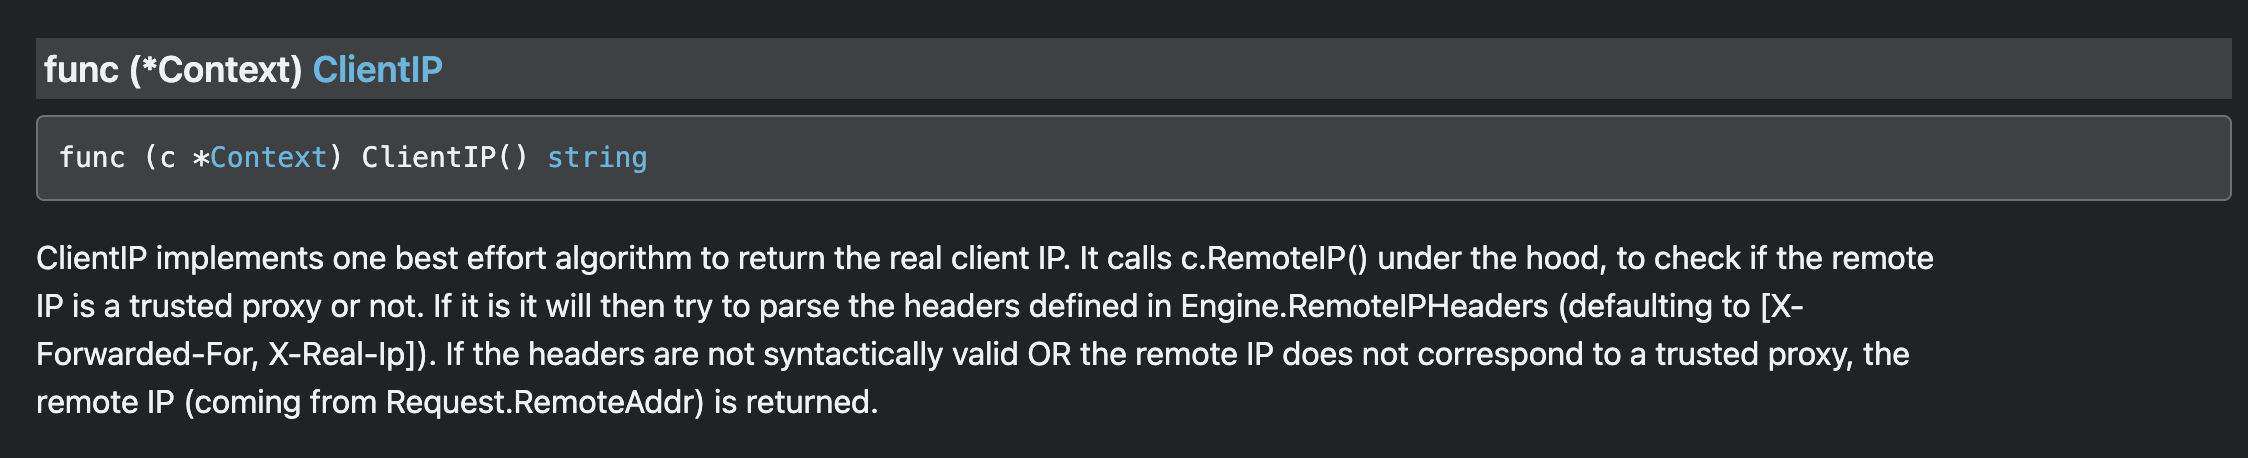 func (*Context) ClientIP
func (c *Context) ClientIP() string
ClientIP implements one best effort algorithm to return the real client IP. It calls c.RemoteIP() under the hood, to check if the remote
IP is a trusted proxy or not. If it is it will then try to parse the headers defined in Engine.RemoteIPHeaders (defaulting to [X-
Forwarded-For, X-Real-Ip]). If the headers are not syntactically valid OR the remote IP does not correspond to a trusted proxy, the
remote IP (coming from Request.RemoteAddr) is returned.